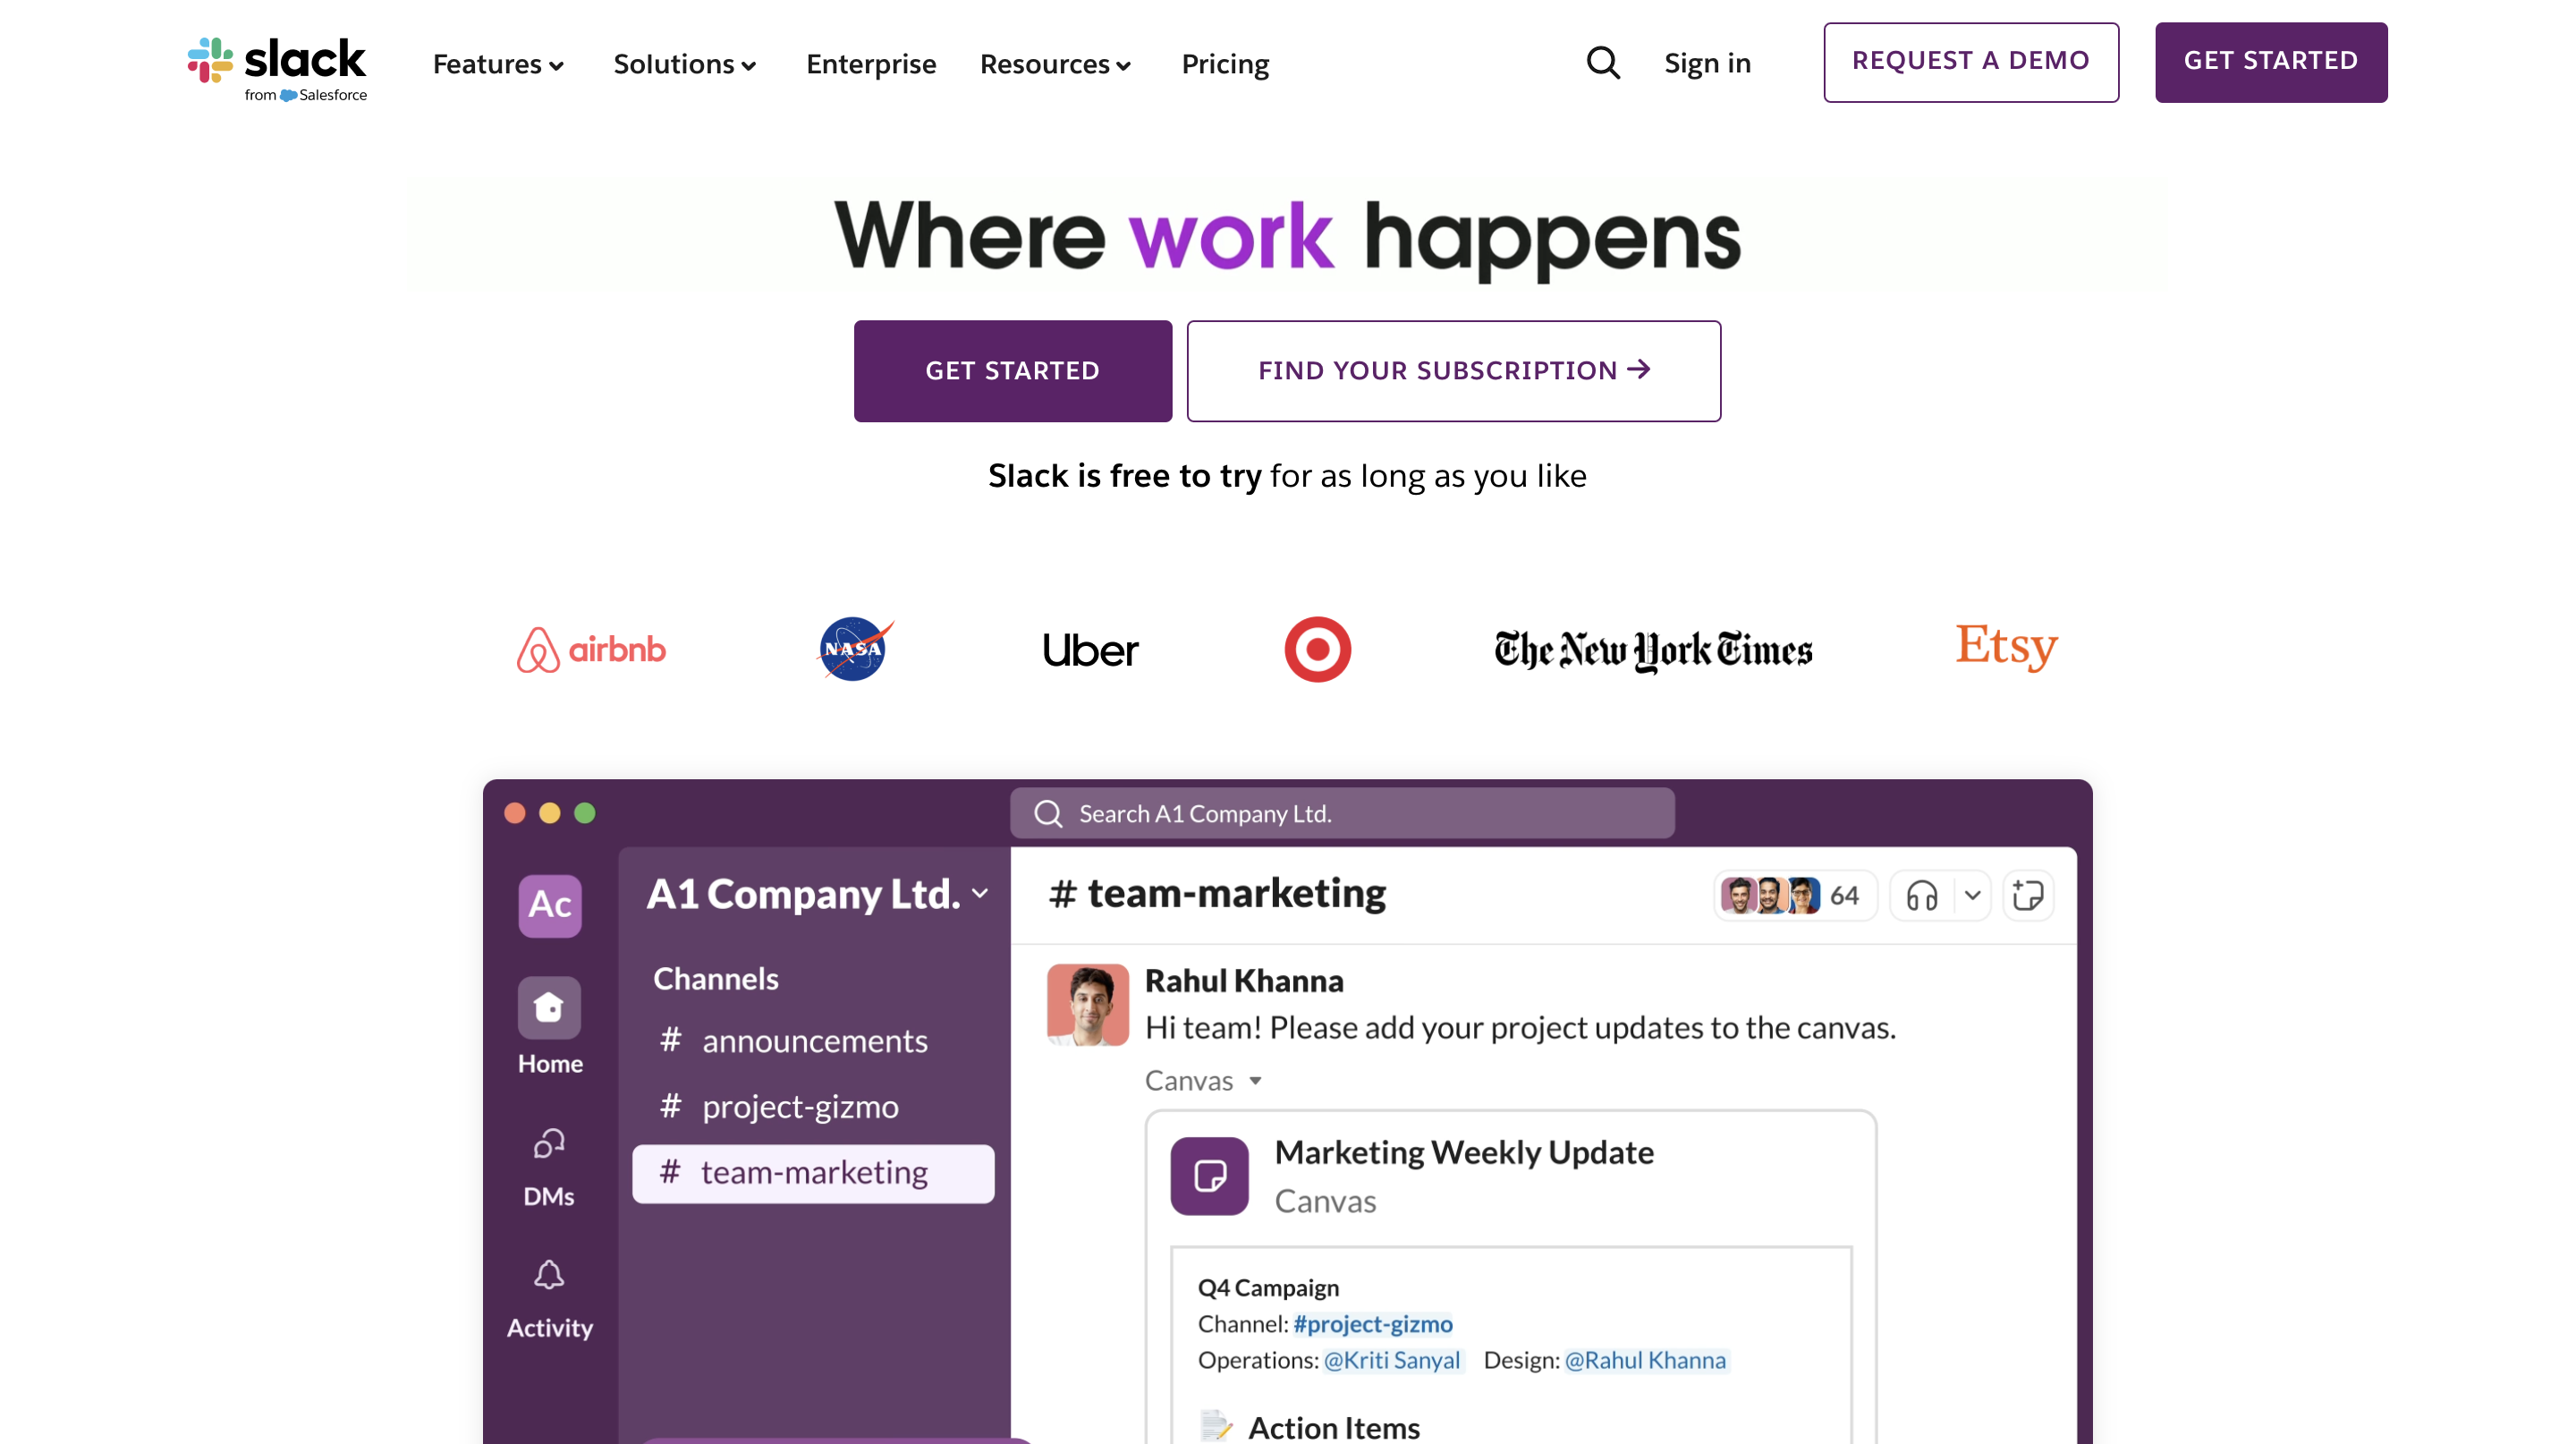 slack
from Salesforce
Features
Solutions
Enterprise
Resources
Pricing
Sign in
REQUEST A DEMO
GET STARTED
Where work happens
GET STARTED
FIND YOUR SUBSCRIPTION →
Slack is free to try for as long as you like
airbnb
NASA
Uber
The New York Times
Etsy
Search A1 Company Ltd.
Ac
Home
DMs
Activity
A1 Company Ltd.
Channels
# announcements
# project-gizmo
# team-marketing
# team-marketing
64
Rahul Khanna
Hi team! Please add your project updates to the canvas.
Canvas
Marketing Weekly Update
Canvas
Q4 Campaign
Channel: #project-gizmo
Operations: @Kriti Sanyal Design: @Rahul Khanna
Action Items